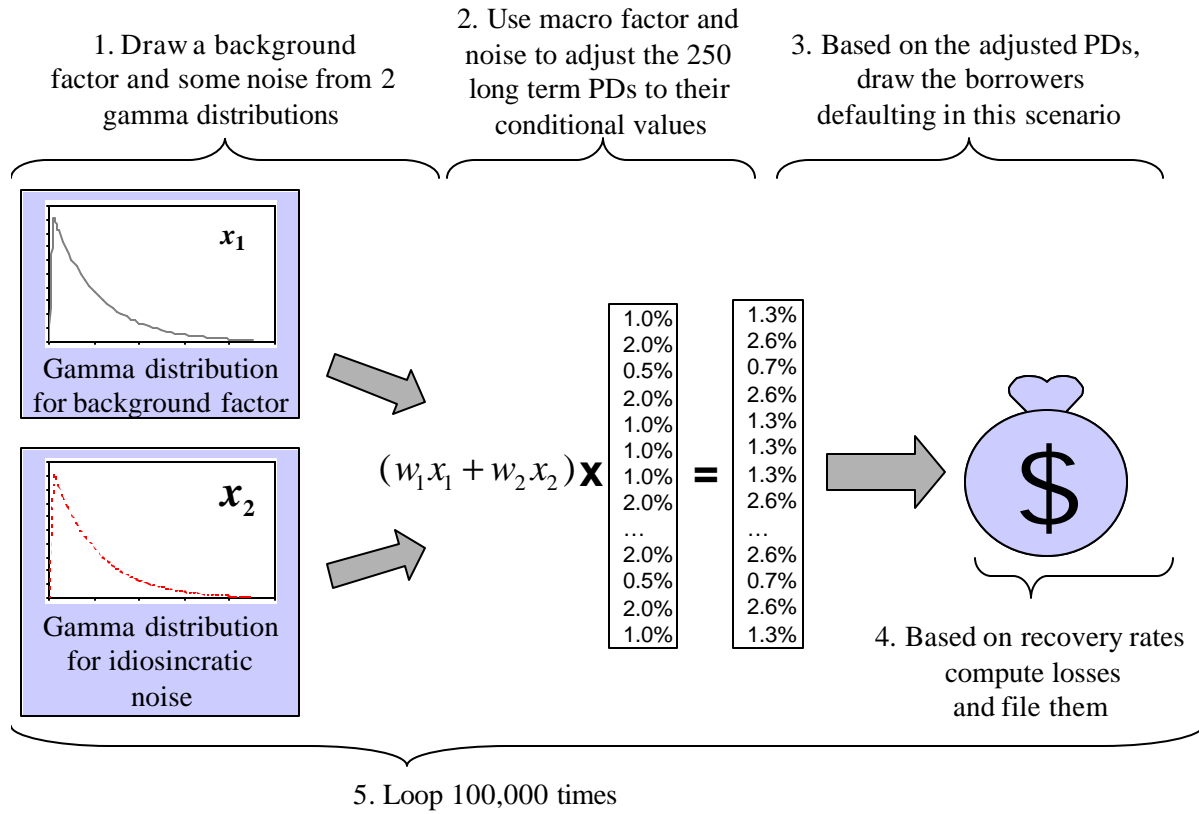 1. Draw a background
factor and some noise from 2
gamma distributions
2. Use macro factor and
noise to adjust the 250
long term PDs to their
conditional values
3. Based on the adjusted PDs,
draw the borrowers
defaulting in this scenario
x1
Gamma distribution
for background factor
x2
Gamma distribution
for idiosincratic
noise
(w1x1 + w2x2) x
1.0%
2.0%
0.5%
2.0%
1.0%
1.0%
1.0%
2.0%
...
2.0%
0.5%
2.0%
1.0%
=
1.3%
2.6%
0.7%
2.6%
1.3%
1.3%
1.3%
2.6%
...
2.6%
0.7%
2.6%
1.3%
$
4. Based on recovery rates
compute losses
and file them
5. Loop 100,000 times